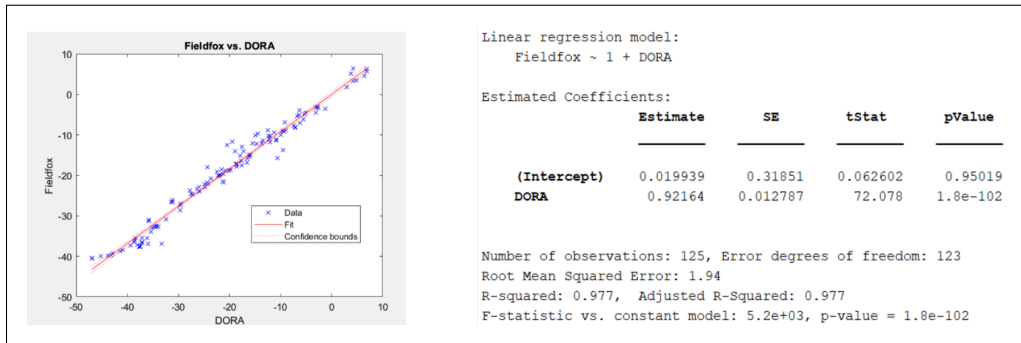 Fieldfox vs. DORA
10
0
-10
-20
-30
-40
-50
Fieldfox
Data
Fit
Confidence bounds
-50 -40 -30 -20 -10 0 10
DORA
Linear regression model:
Fieldfox ~ 1 + DORA
Estimated Coefficients:
Estimate SE tStat pValue
(Intercept) 0.019939 0.31851 0.062602 0.95019
DORA 0.92164 0.012787 72.078 1.8e-102
Number of observations: 125, Error degrees of freedom: 123
Root Mean Squared Error: 1.94
R-squared: 0.977, Adjusted R-Squared: 0.977
F-statistic vs. constant model: 5.2e+03, p-value = 1.8e-102